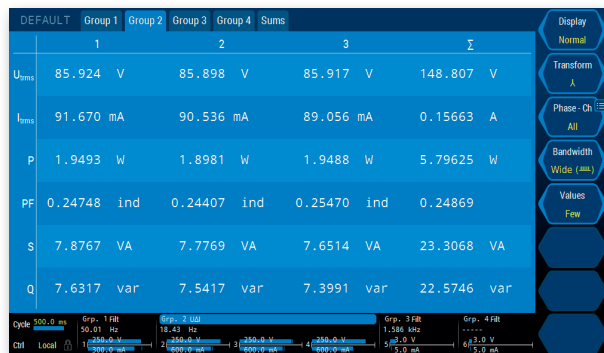 DEFAULT Group 1 Group 2 Group 3 Group 4 Sums
1 2 3 Σ
Utrms 85.924 V 85.898 V 85.917 V 148.807 V
Itrms 91.670 mA 90.536 mA 89.056 mA 0.15663 A
P 1.9493 W 1.8981 W 1.9488 W 5.79625 W
PF 0.24748 ind 0.24407 ind 0.25470 ind 0.24869
S 7.8767 VA 7.7769 VA 7.6514 VA 23.3068 VA
Q 7.6317 var 7.5417 var 7.3991 var 22.5746 var
Display
Normal
Transform
Phase - Ch
All
Bandwidth
Wide
Values
Few
Cycle 500.0 ms Grp. 1 Filt Grp. 2 U∆I Grp. 3 Filt Grp. 4 Filt
50.01 Hz 18.43 Hz 1.586 kHz -----
Ctrl Local 1 250.0 V 2 250.0 V 3 250.0 V 4 250.0 V 5 3.0 V 6 3.0 V
300.0 mA 600.0 mA 600.0 mA 600.0 mA 5.0 mA 5.0 mA